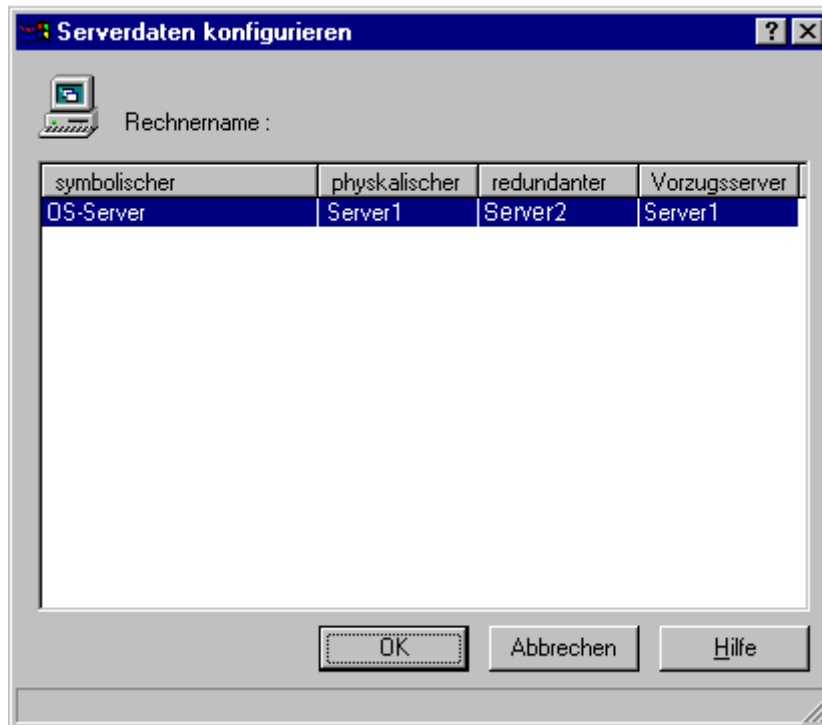 Serverdaten konfigurieren
Rechnername :
symbolischer physkalischer redundanter Vorzugsserver
OS-Server Server1 Server2 Server1
OK Abbrechen Hilfe